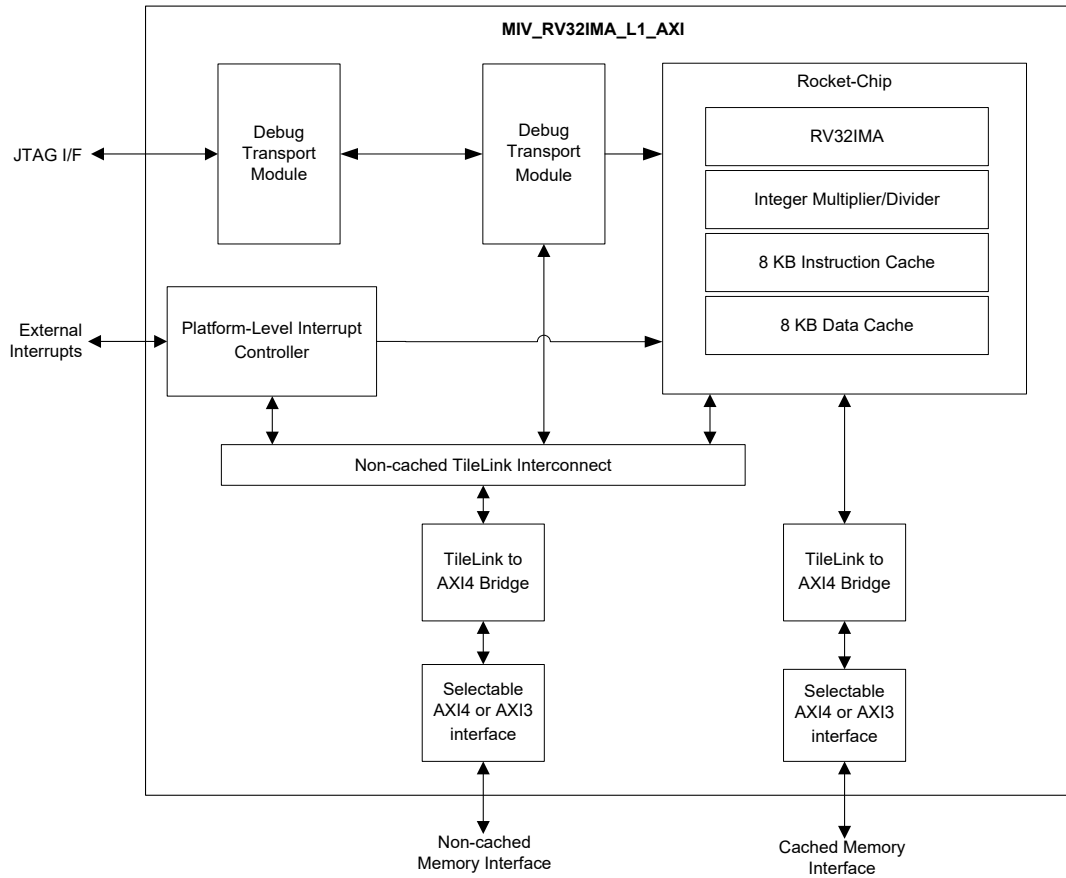 MIV_RV32IMA_L1_AXI
Rocket-Chip
RV32IMA
Integer Multiplier/Divider
8 KB Instruction Cache
8 KB Data Cache
JTAG I/F
Debug
Transport
Module
Debug
Transport
Module
External
Interrupts
Platform-Level Interrupt
Controller
Non-cached TileLink Interconnect
TileLink to
AXI4 Bridge
TileLink to
AXI4 Bridge
Selectable
AXI4 or AXI3
interface
Selectable
AXI4 or AXI3
interface
Non-cached
Memory Interface
Cached Memory
Interface